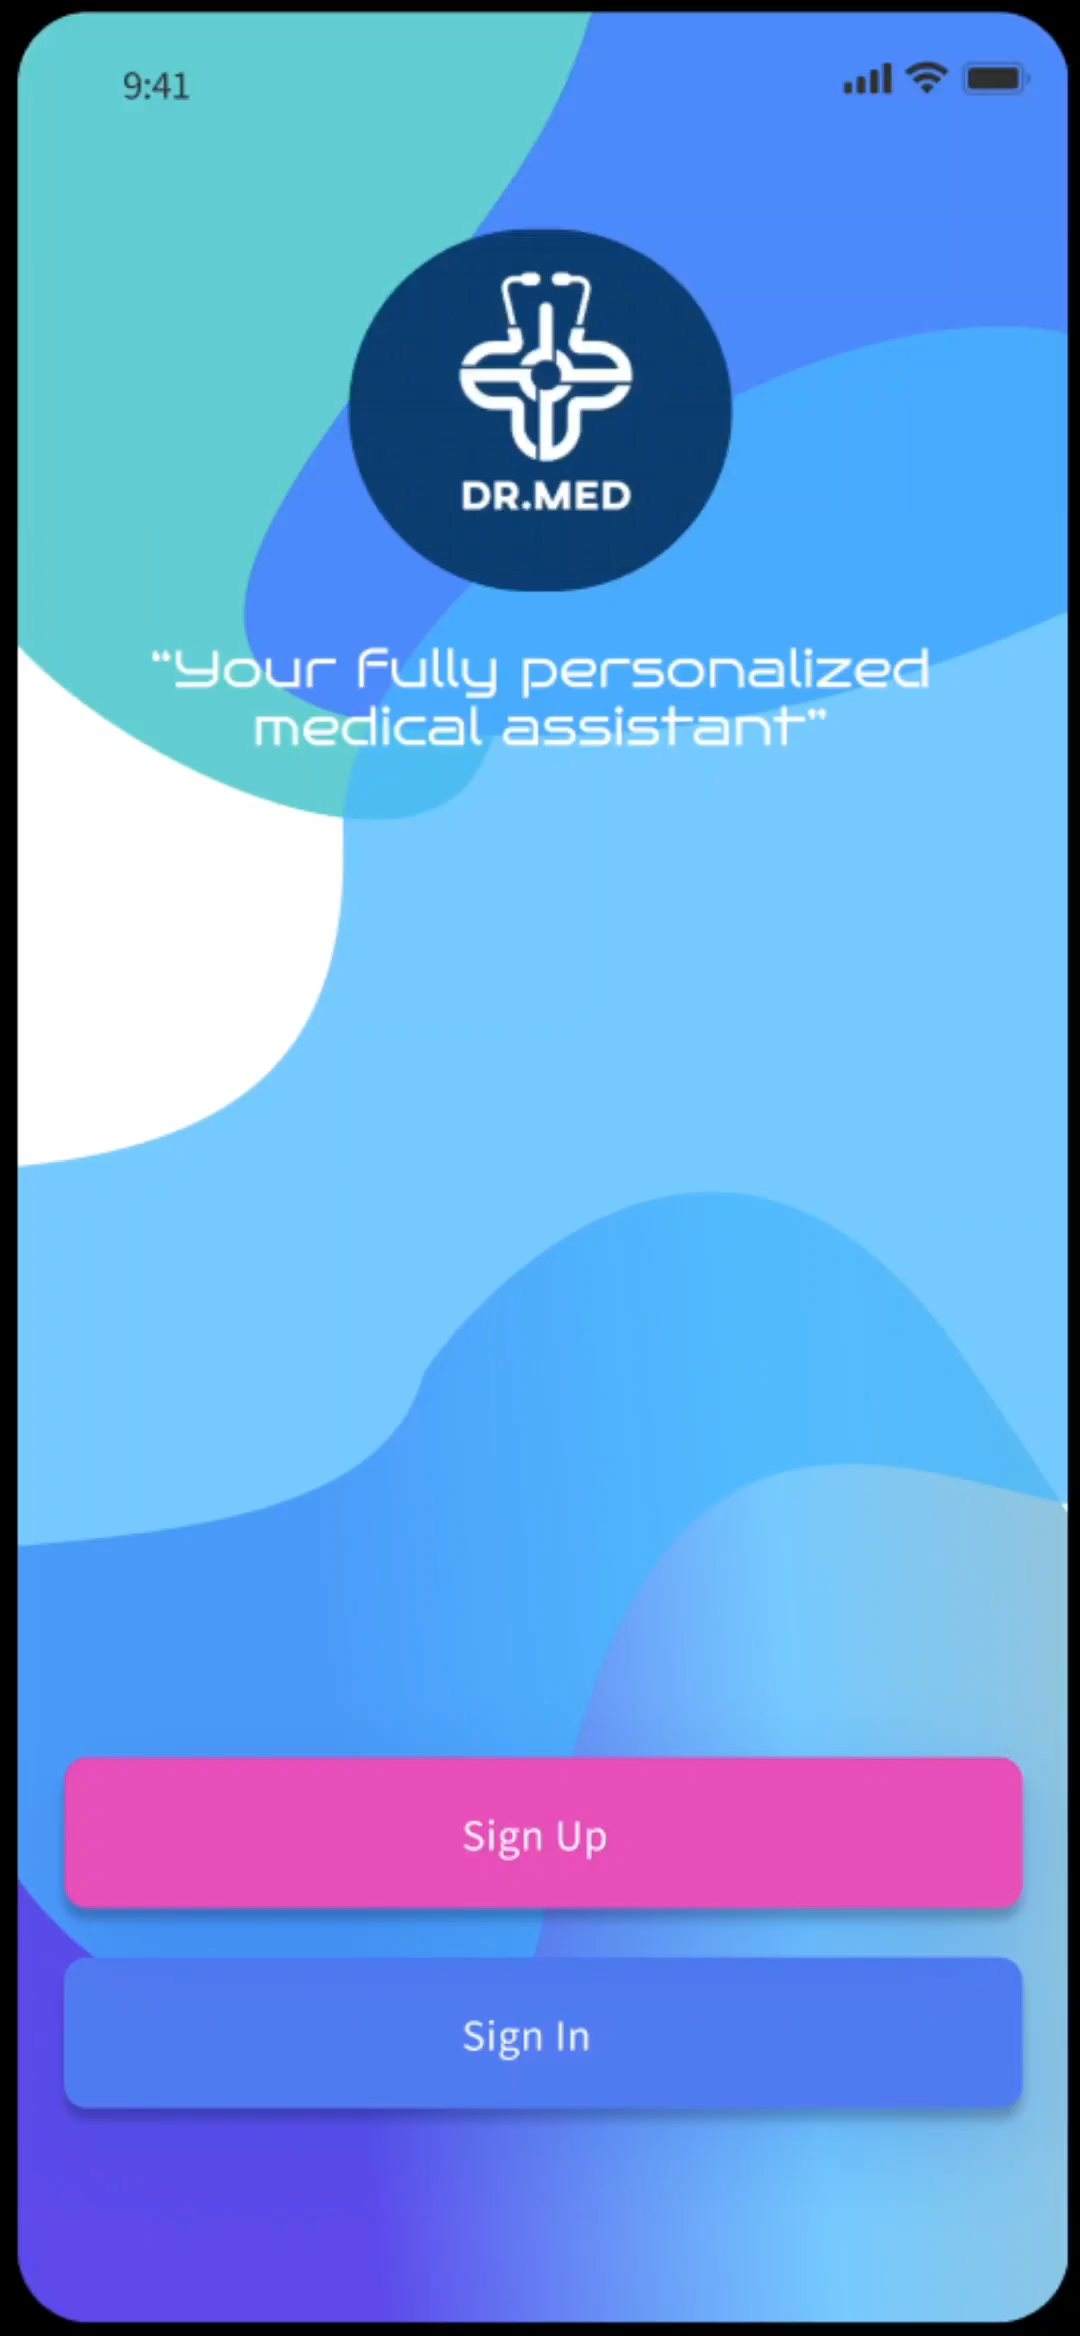 9:41
DR.MED
“Your fully personalized
medical assistant”
Sign Up
Sign In